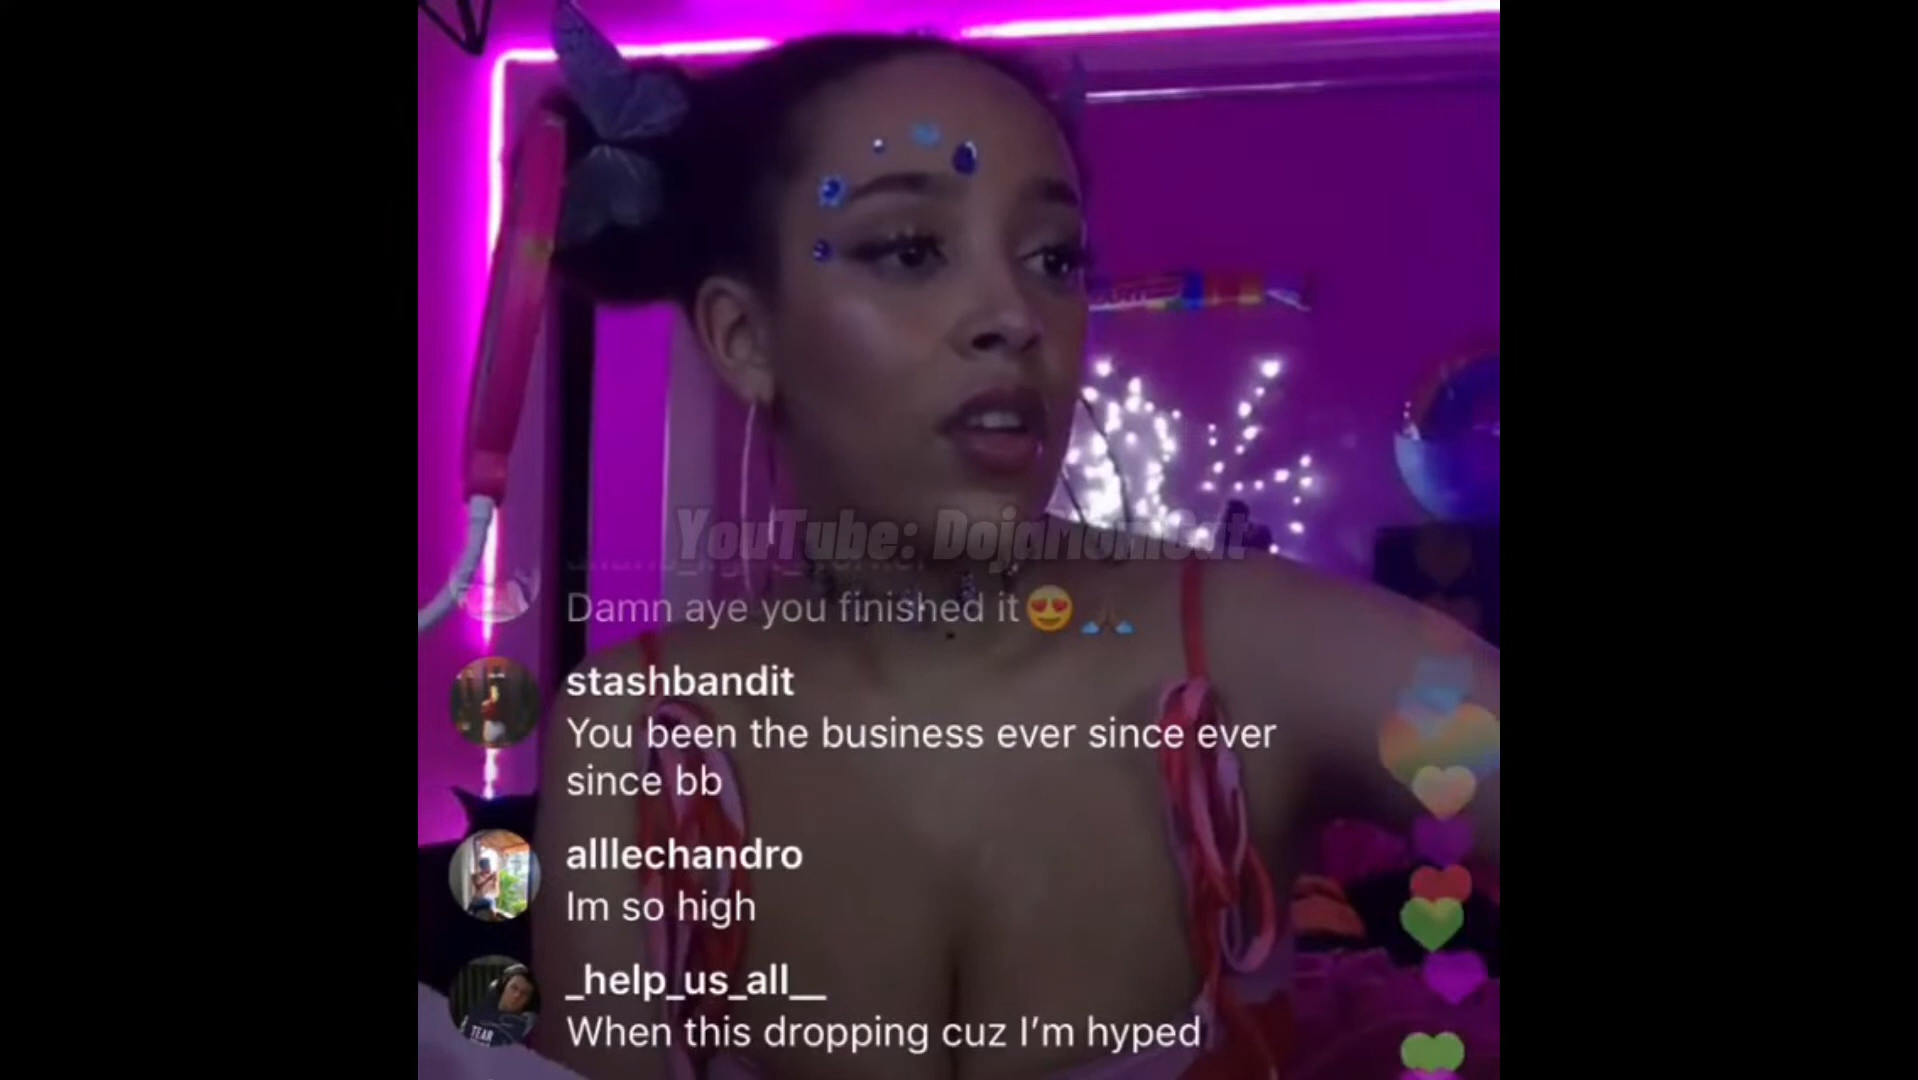 YouTube: DojaMomCat
Damn aye you finished it😍🙏🏾
stashbandit
You been the business ever since ever
since bb
alllechandro
Im so high
_help_us_all__
When this dropping cuz I'm hyped
TEAR